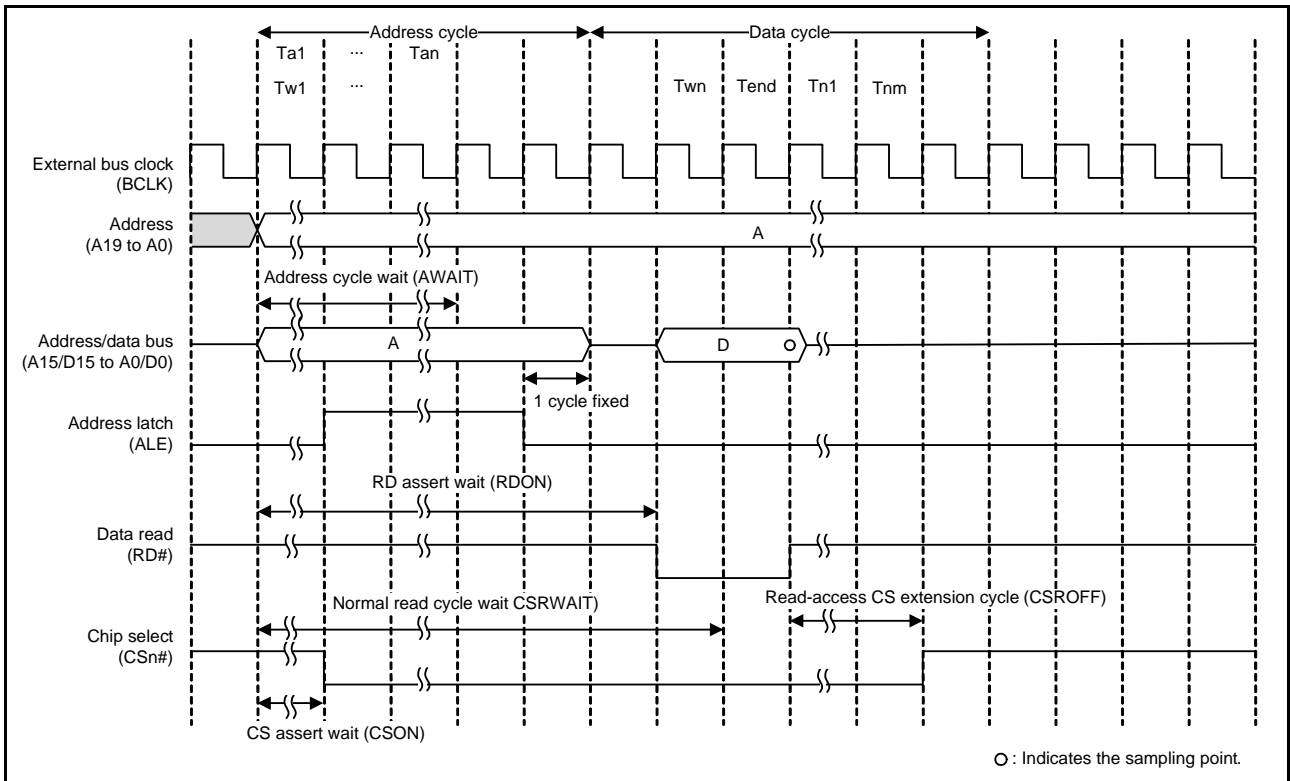 Address cycle
Data cycle
Ta1 ... Tan
Tw1 ... Twn Tend Tn1 Tnm
External bus clock
(BCLK)
Address
(A19 to A0)
A
Address cycle wait (AWAIT)
Address/data bus
(A15/D15 to A0/D0)
A
D
1 cycle fixed
Address latch
(ALE)
RD assert wait (RDON)
Data read
(RD#)
Normal read cycle wait CSRWAIT)
Read-access CS extension cycle (CSROFF)
Chip select
(CSn#)
CS assert wait (CSON)
: Indicates the sampling point.